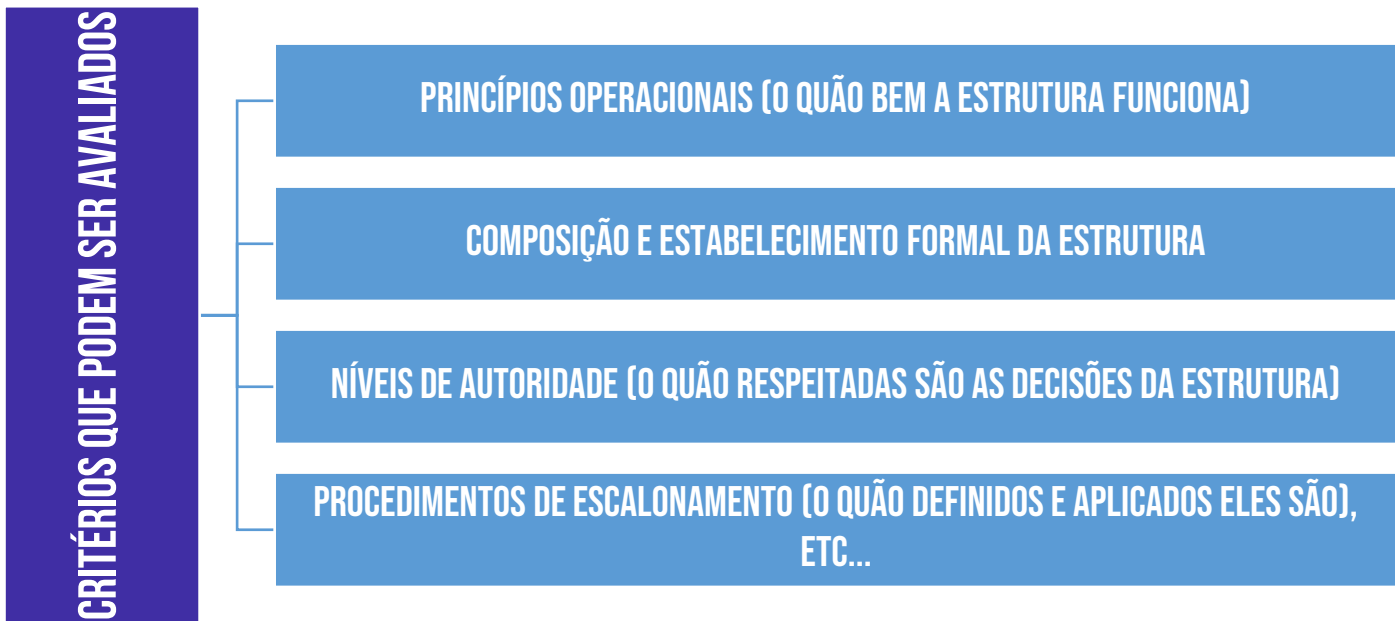 CRITÉRIOS QUE PODEM SER AVALIADOS
PRINCÍPIOS OPERACIONAIS (O QUÃO BEM A ESTRUTURA FUNCIONA)
COMPOSIÇÃO E ESTABELECIMENTO FORMAL DA ESTRUTURA
NÍVEIS DE AUTORIDADE (O QUÃO RESPEITADAS SÃO AS DECISÕES DA ESTRUTURA)
PROCEDIMENTOS DE ESCALONAMENTO (O QUÃO DEFINIDOS E APLICADOS ELES SÃO),
ETC...